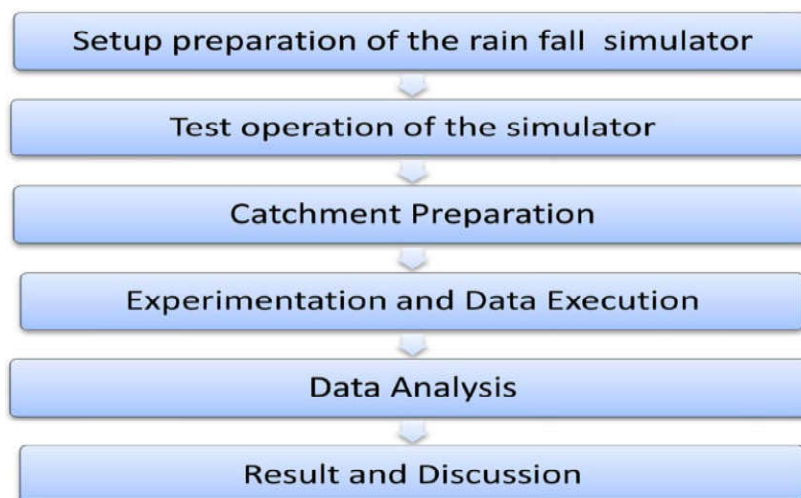 Setup preparation of the rain fall simulator
Test operation of the simulator
Catchment Preparation
Experimentation and Data Execution
Data Analysis
Result and Discussion